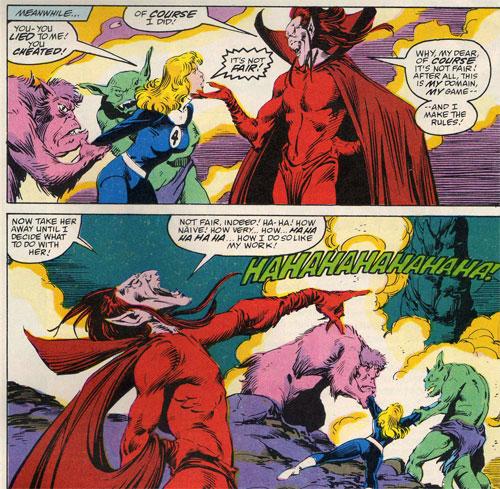 MEANWHILE...
YOU-YOU
LIED TO ME!
YOU
CHEATED!
OF COURSE
I DID!
IT'S NOT
FAIR!
WHY, MY DEAR,
OF COURSE
IT'S NOT FAIR!
AFTER ALL, THIS
IS MY DOMAIN,
MY GAME--
--AND I
MAKE THE
RULES!
4
NOW TAKE HER
AWAY UNTIL I
DECIDE WHAT
TO DO WITH
HER!
NOT FAIR, INDEED! HA-HA! HOW
NAIVE! HOW VERY... HOW... HAHA
HA HA HA... HOW I DO SO LIKE
MY WORK!
HAHAHAHAHAHAHA!